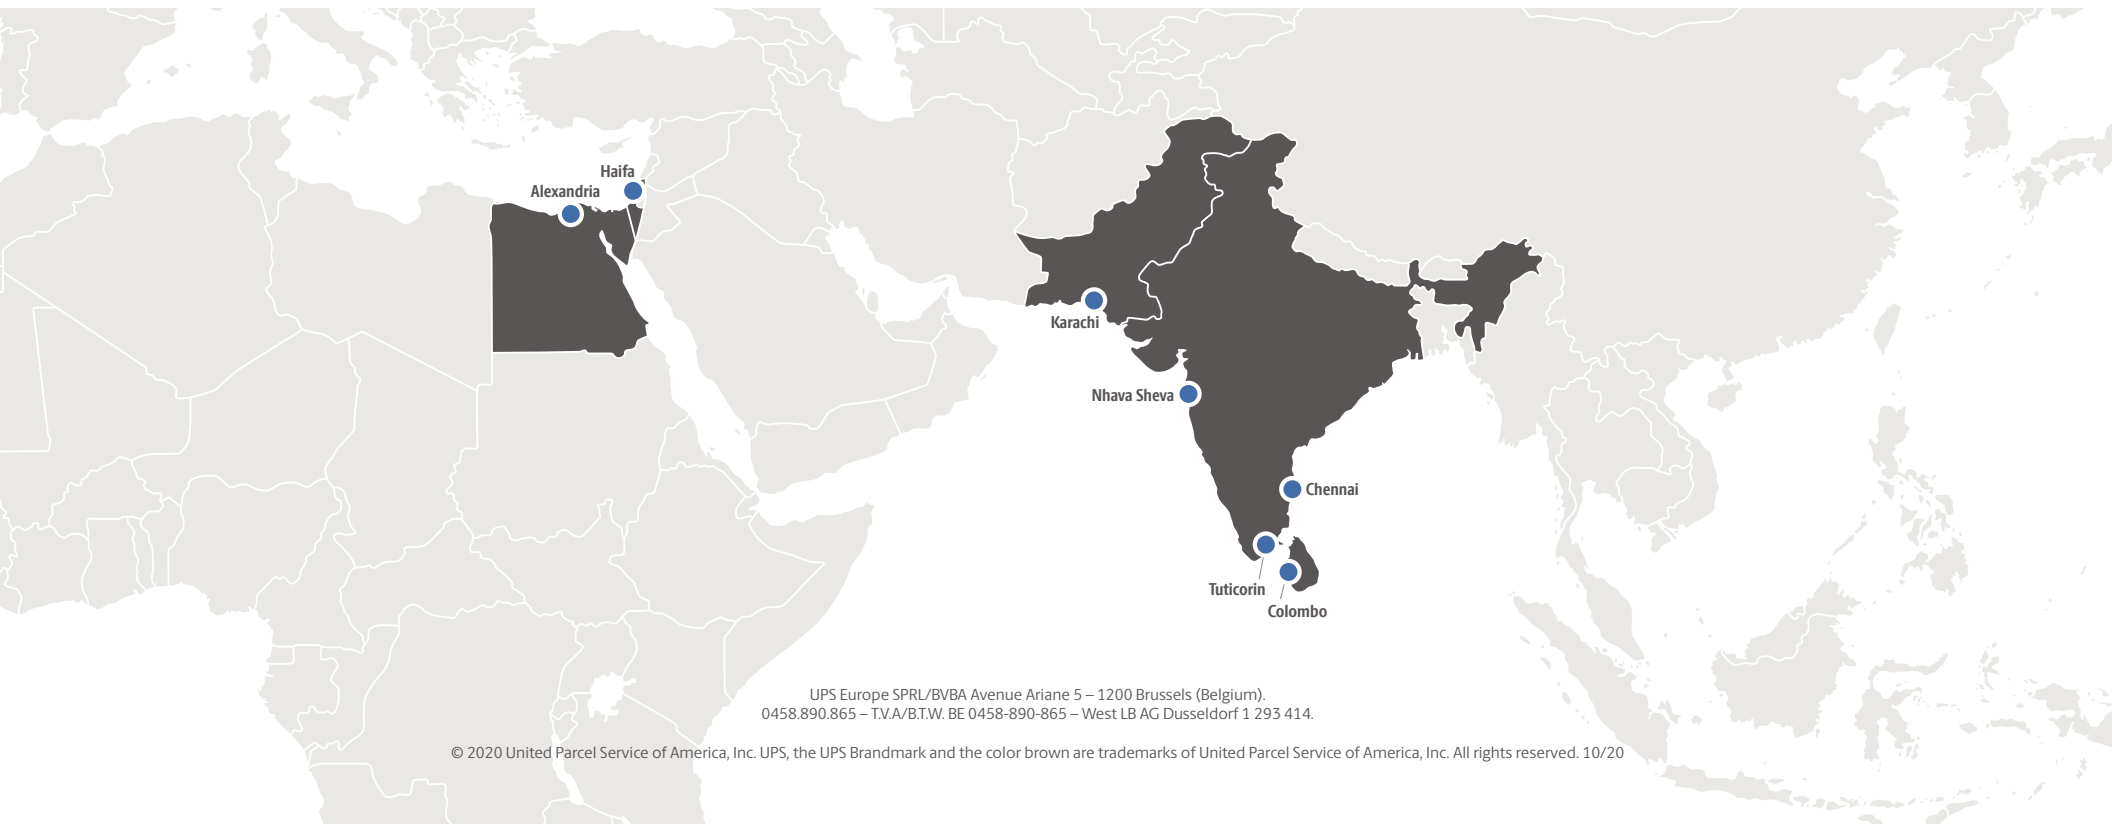 Haifa
Alexandria
Karachi
Nhava Sheva
Chennai
Tuticorin
Colombo
UPS Europe SPRL/BVBA Avenue Ariane 5 – 1200 Brussels (Belgium).
0458.890.865 – T.V.A/B.T.W. BE 0458-890-865 – West LB AG Dusseldorf 1 293 414.
© 2020 United Parcel Service of America, Inc. UPS, the UPS Brandmark and the color brown are trademarks of United Parcel Service of America, Inc. All rights reserved. 10/20